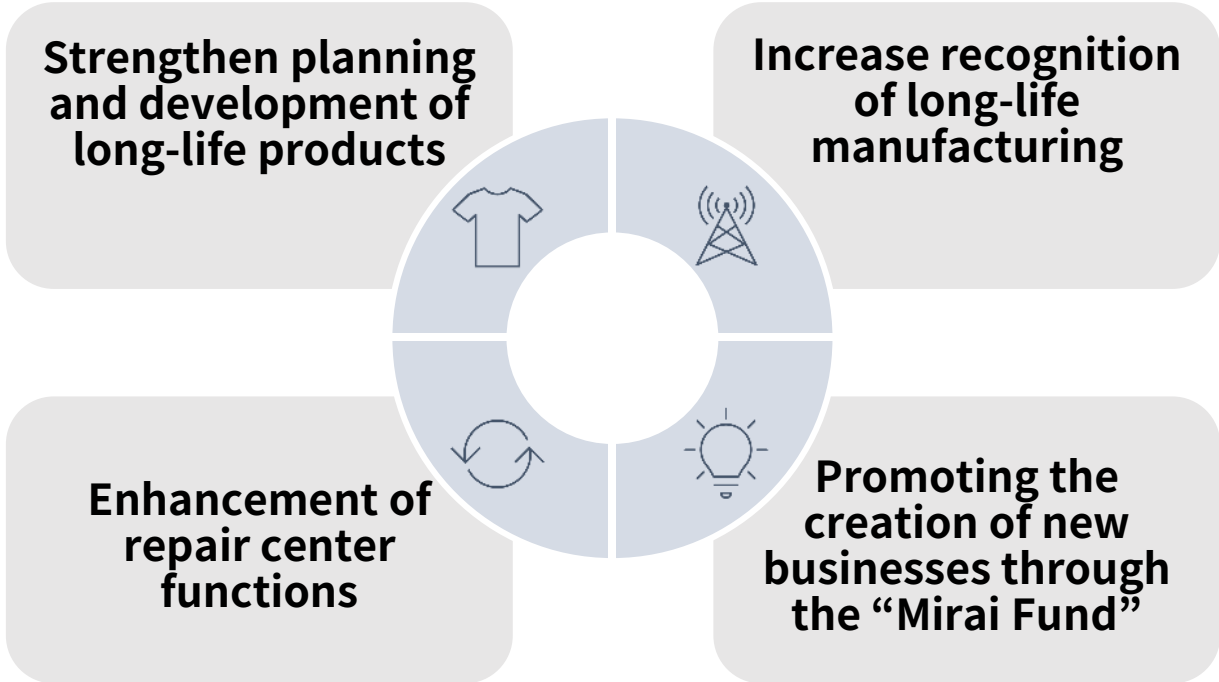 Strengthen planning
and development of
long-life products
Increase recognition
of long-life
manufacturing
Enhancement of
repair center
functions
Promoting the
creation of new
businesses through
the “Mirai Fund”